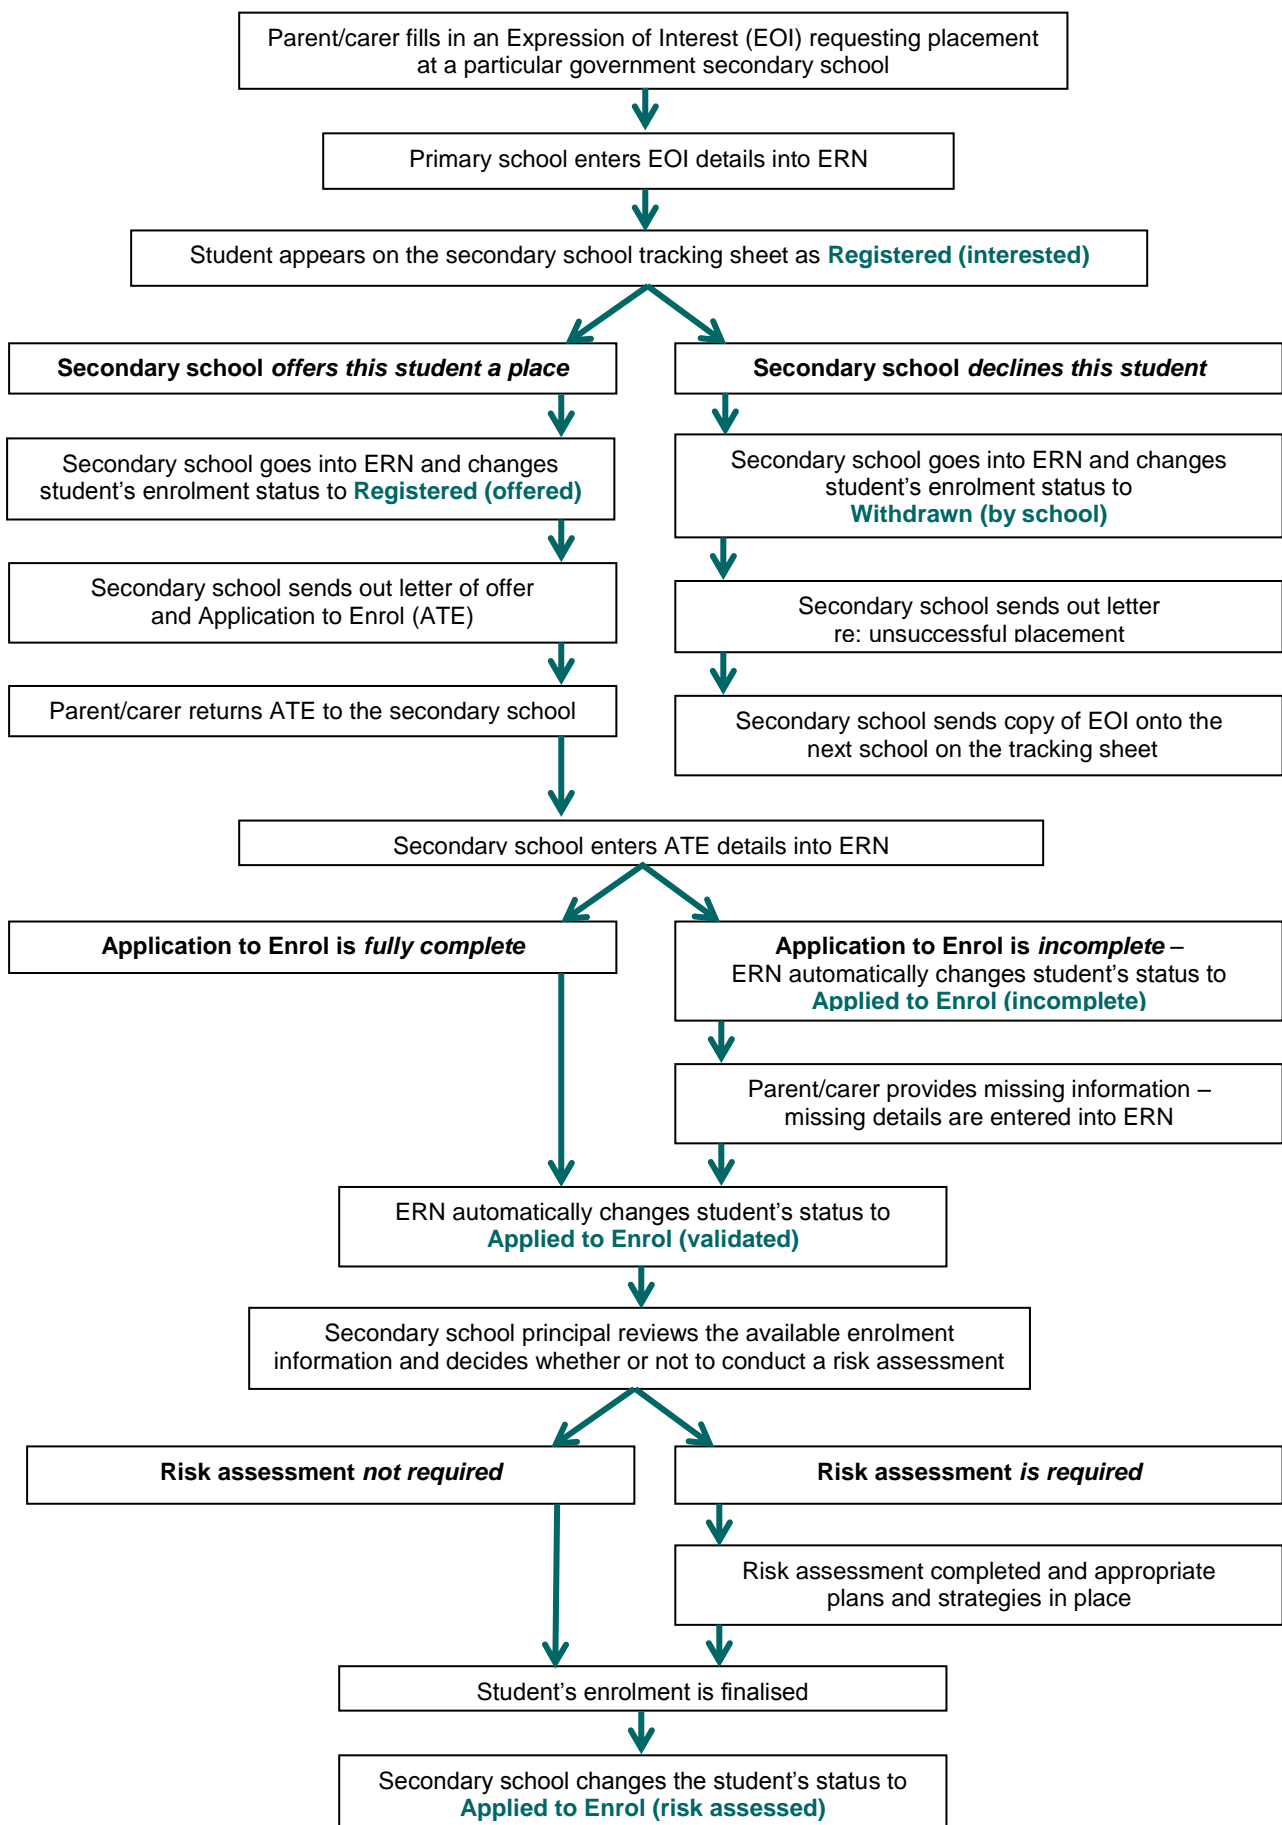 Parent/carer fills in an Expression of Interest (EOI) requesting placement
at a particular government secondary school
Primary school enters EOI details into ERN
Student appears on the secondary school tracking sheet as Registered (interested)
Secondary school offers this student a place
Secondary school declines this student
Secondary school goes into ERN and changes
student’s enrolment status to Registered (offered)
Secondary school goes into ERN and changes
student’s enrolment status to
Withdrawn (by school)
Secondary school sends out letter of offer
and Application to Enrol (ATE)
Secondary school sends out letter
re: unsuccessful placement
Parent/carer returns ATE to the secondary school
Secondary school sends copy of EOI onto the
next school on the tracking sheet
Secondary school enters ATE details into ERN
Application to Enrol is fully complete
Application to Enrol is incomplete –
ERN automatically changes student’s status to
Applied to Enrol (incomplete)
Parent/carer provides missing information –
missing details are entered into ERN
ERN automatically changes student’s status to
Applied to Enrol (validated)
Secondary school principal reviews the available enrolment
information and decides whether or not to conduct a risk assessment
Risk assessment not required
Risk assessment is required
Risk assessment completed and appropriate
plans and strategies in place
Student’s enrolment is finalised
Secondary school changes the student’s status to
Applied to Enrol (risk assessed)